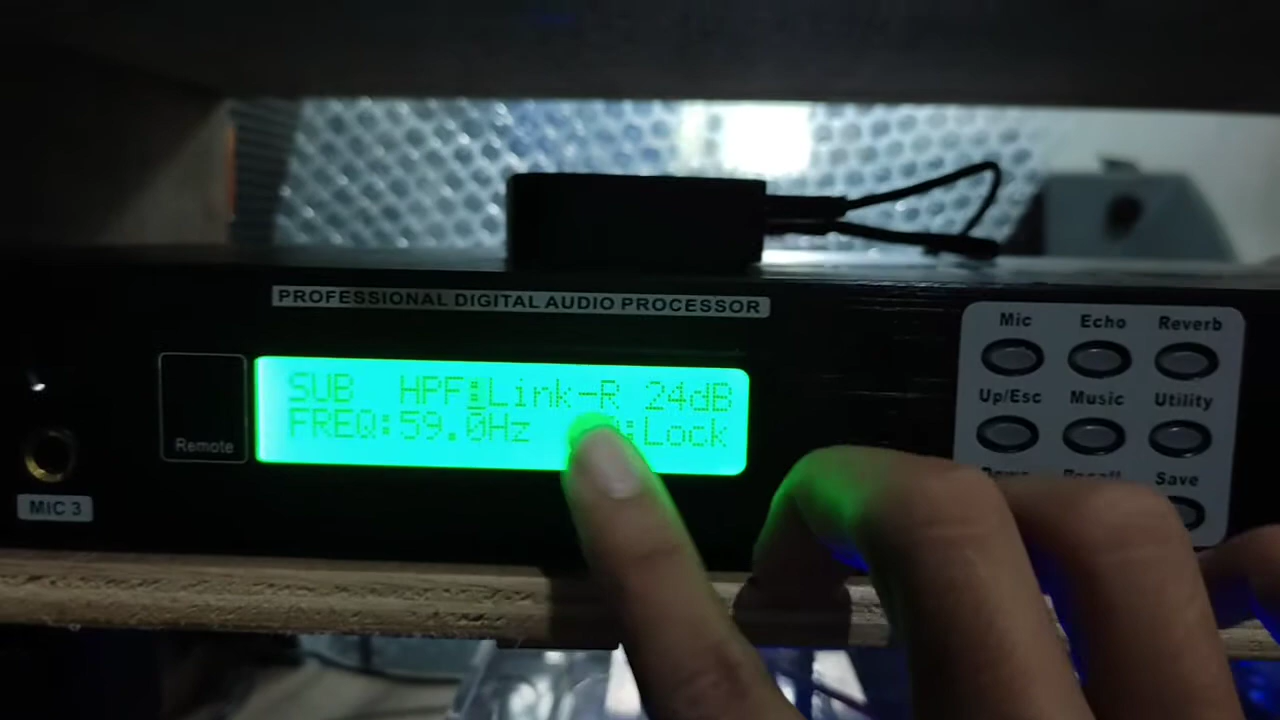 PROFESSIONAL DIGITAL AUDIO PROCESSOR
Mic Echo Reverb
SUB HPF:Link-R 24dB
FREQ:59.0Hz :Lock
Up/Esc Music Utility
Remote
Save
MIC 3